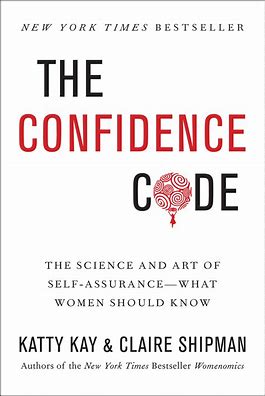 NEW YORK TIMES BESTSELLER
THE
CONFIDENCE
CODE
THE SCIENCE AND ART OF
SELF-ASSURANCE—WHAT
WOMEN SHOULD KNOW
KATTY KAY & CLAIRE SHIPMAN
Authors of the New York Times Bestseller Womenomics